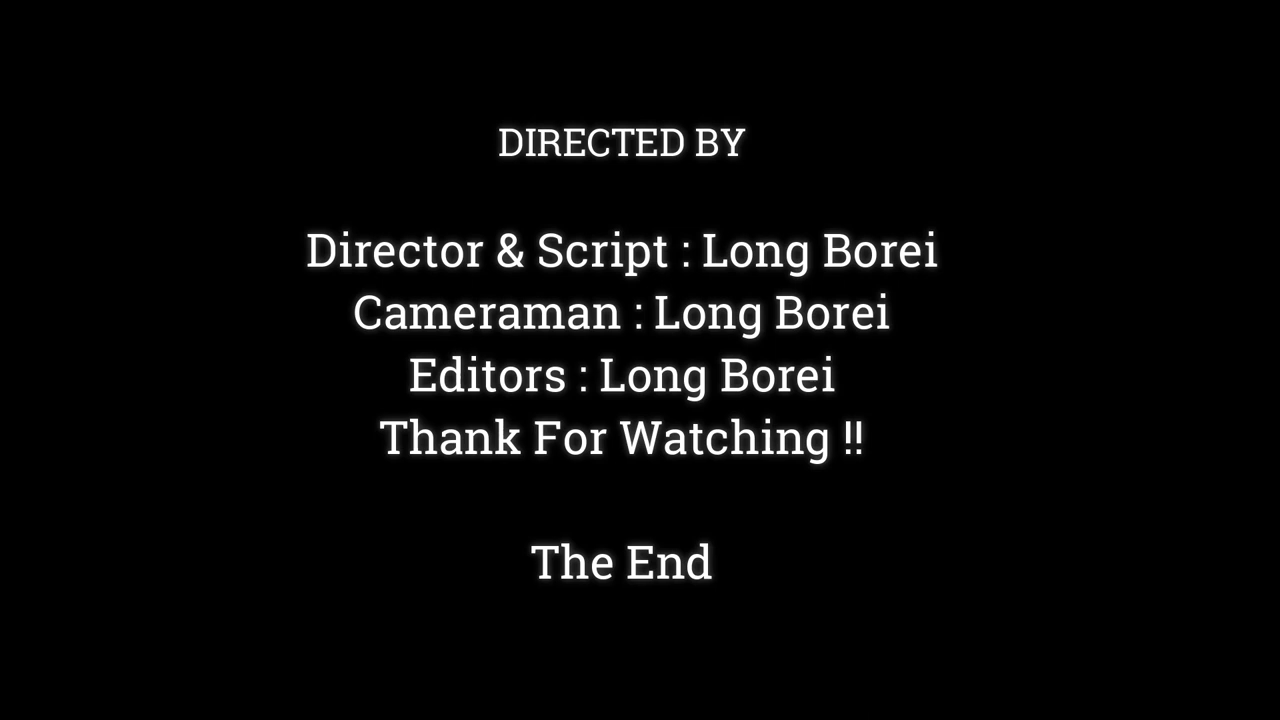 DIRECTED BY
Director & Script : Long Borei
Cameraman : Long Borei
Editors : Long Borei
Thank For Watching !!
The End